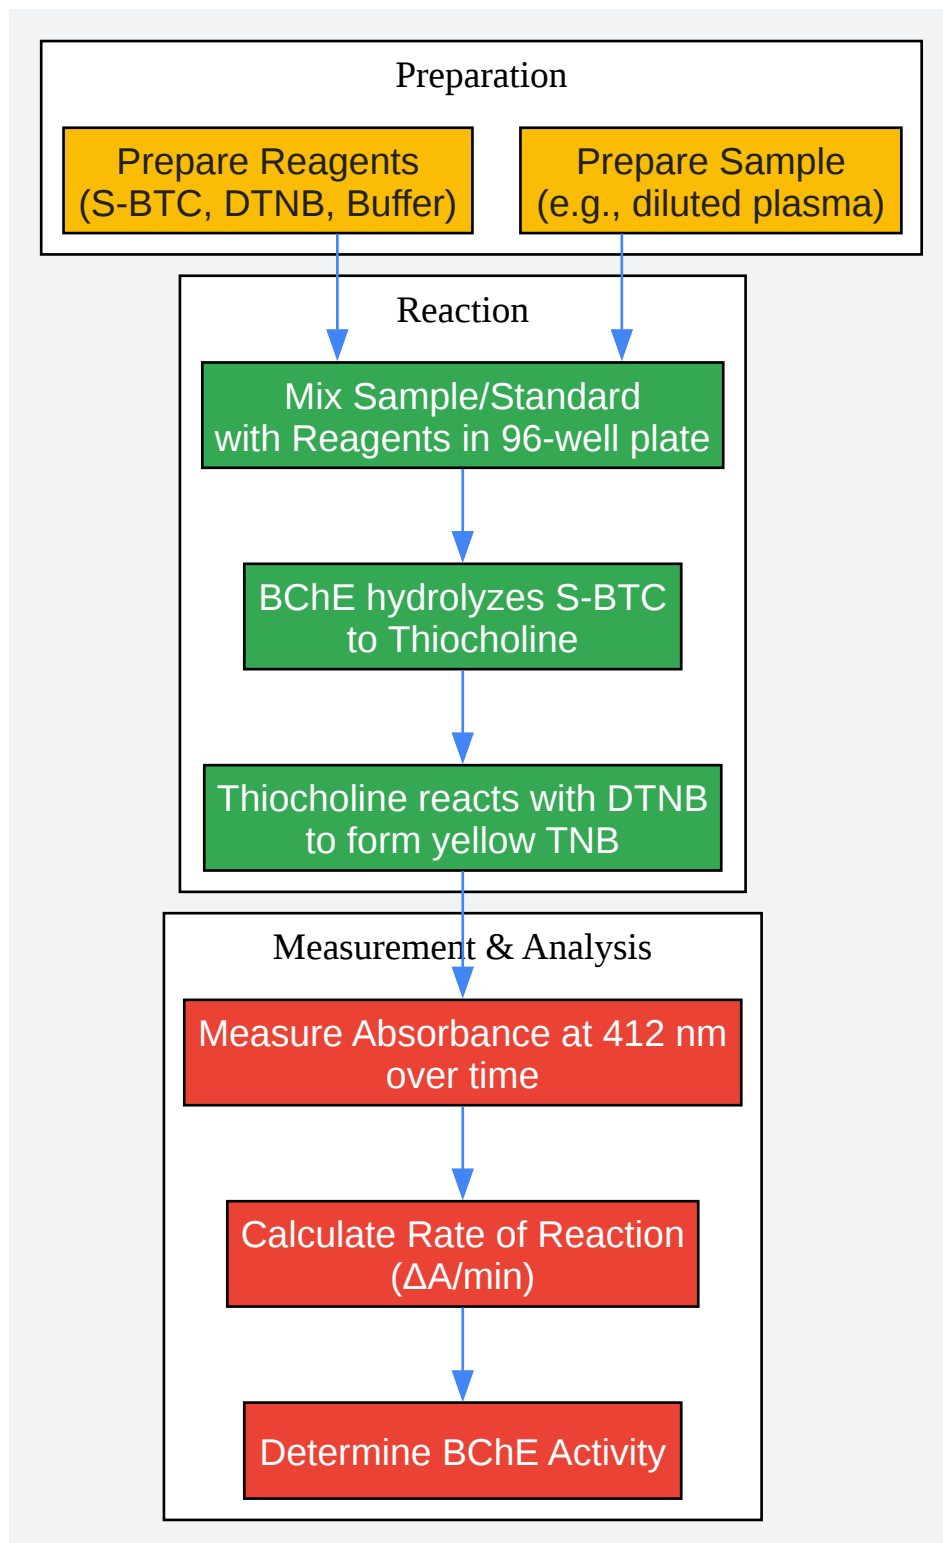 Preparation
Prepare Reagents
(S-BTC, DTNB, Buffer)
Prepare Sample
(e.g., diluted plasma)
Reaction
Mix Sample/Standard
with Reagents in 96-well plate
BChE hydrolyzes S-BTC
to Thiocholine
Thiocholine reacts with DTNB
to form yellow TNB
Measurement & Analysis
Measure Absorbance at 412 nm
over time
Calculate Rate of Reaction
(ΔA/min)
Determine BChE Activity